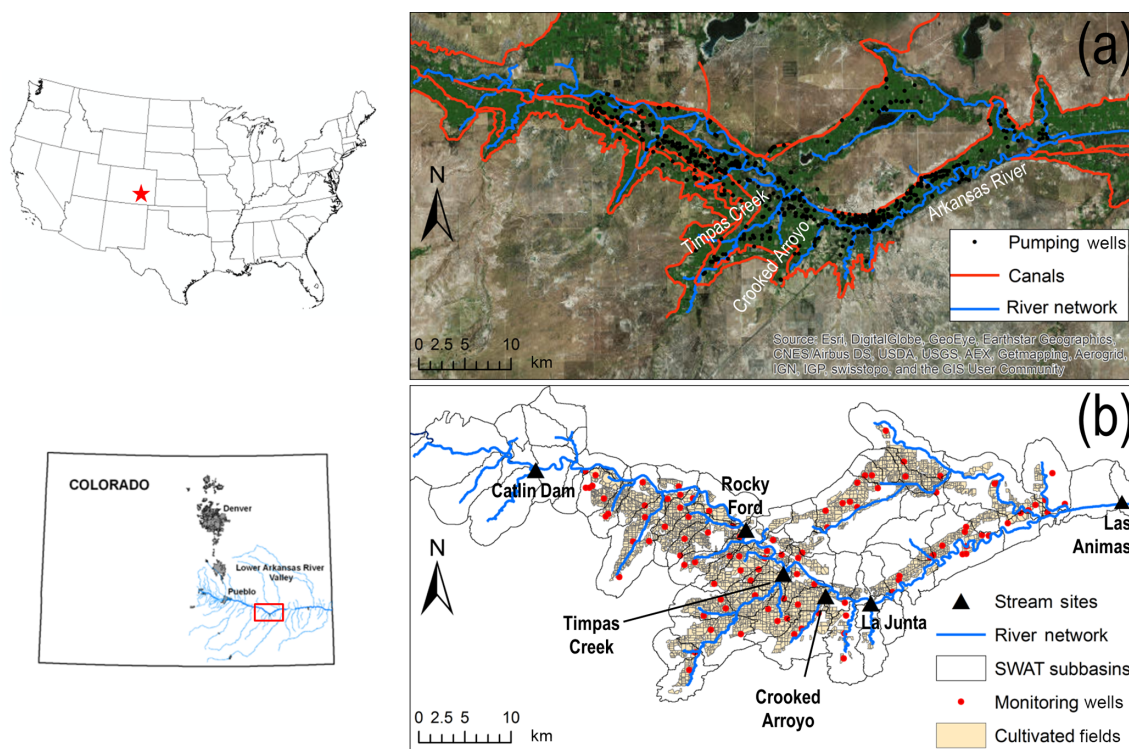 (a)
N
Timpas Creek
Crooked Arroyo
Arkansas River
Pumping wells
Canals
River network
0 2.5 5 10
km
Source: Esri, DigitalGlobe, GeoEye, Earthstar Geographics,
CNES/Airbus DS, USDA, USGS, AEX, Getmapping, Aerogrid,
IGN, IGP, swisstopo, and the GIS User Community
COLORADO
Denver
Lower Arkansas River
Valley
Pueblo
(b)
Catlin Dam
Rocky
Ford
Las
Animas
N
Timpas
Creek
La Junta
Crooked
Arroyo
Stream sites
River network
SWAT subbasins
Monitoring wells
Cultivated fields
0 2.5 5 10
km